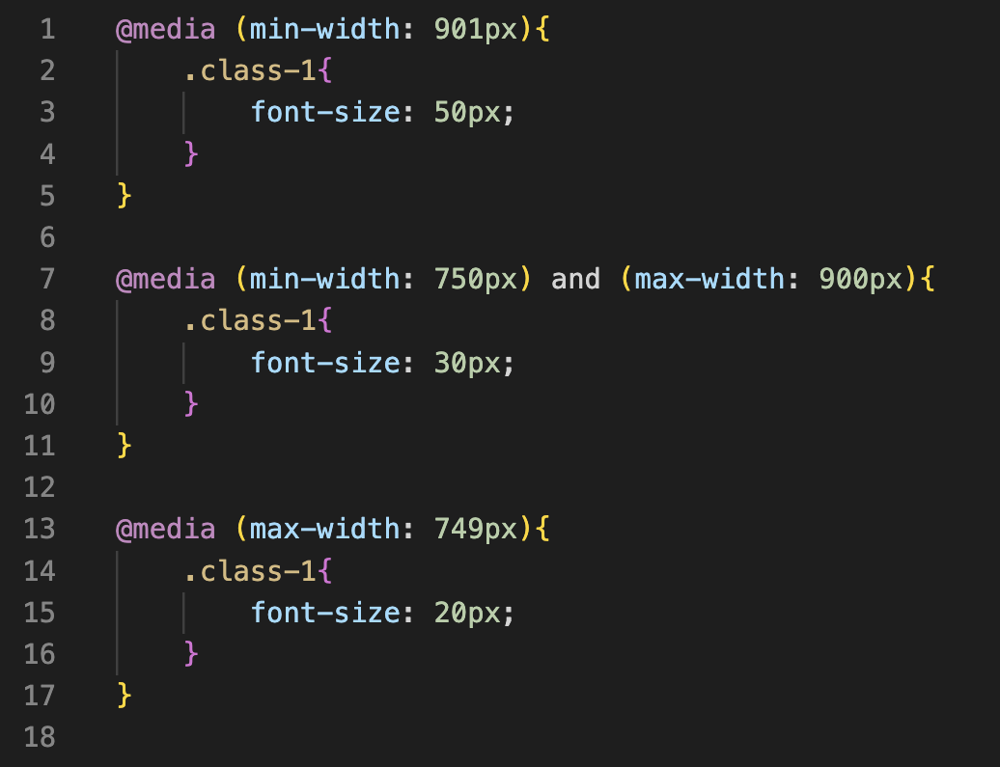 1 @media (min-width: 901px){
2 .class-1{
3 font-size: 50px;
4 }
5 }
6
7 @media (min-width: 750px) and (max-width: 900px){
8 .class-1{
9 font-size: 30px;
10 }
11 }
12
13 @media (max-width: 749px){
14 .class-1{
15 font-size: 20px;
16 }
17 }
18